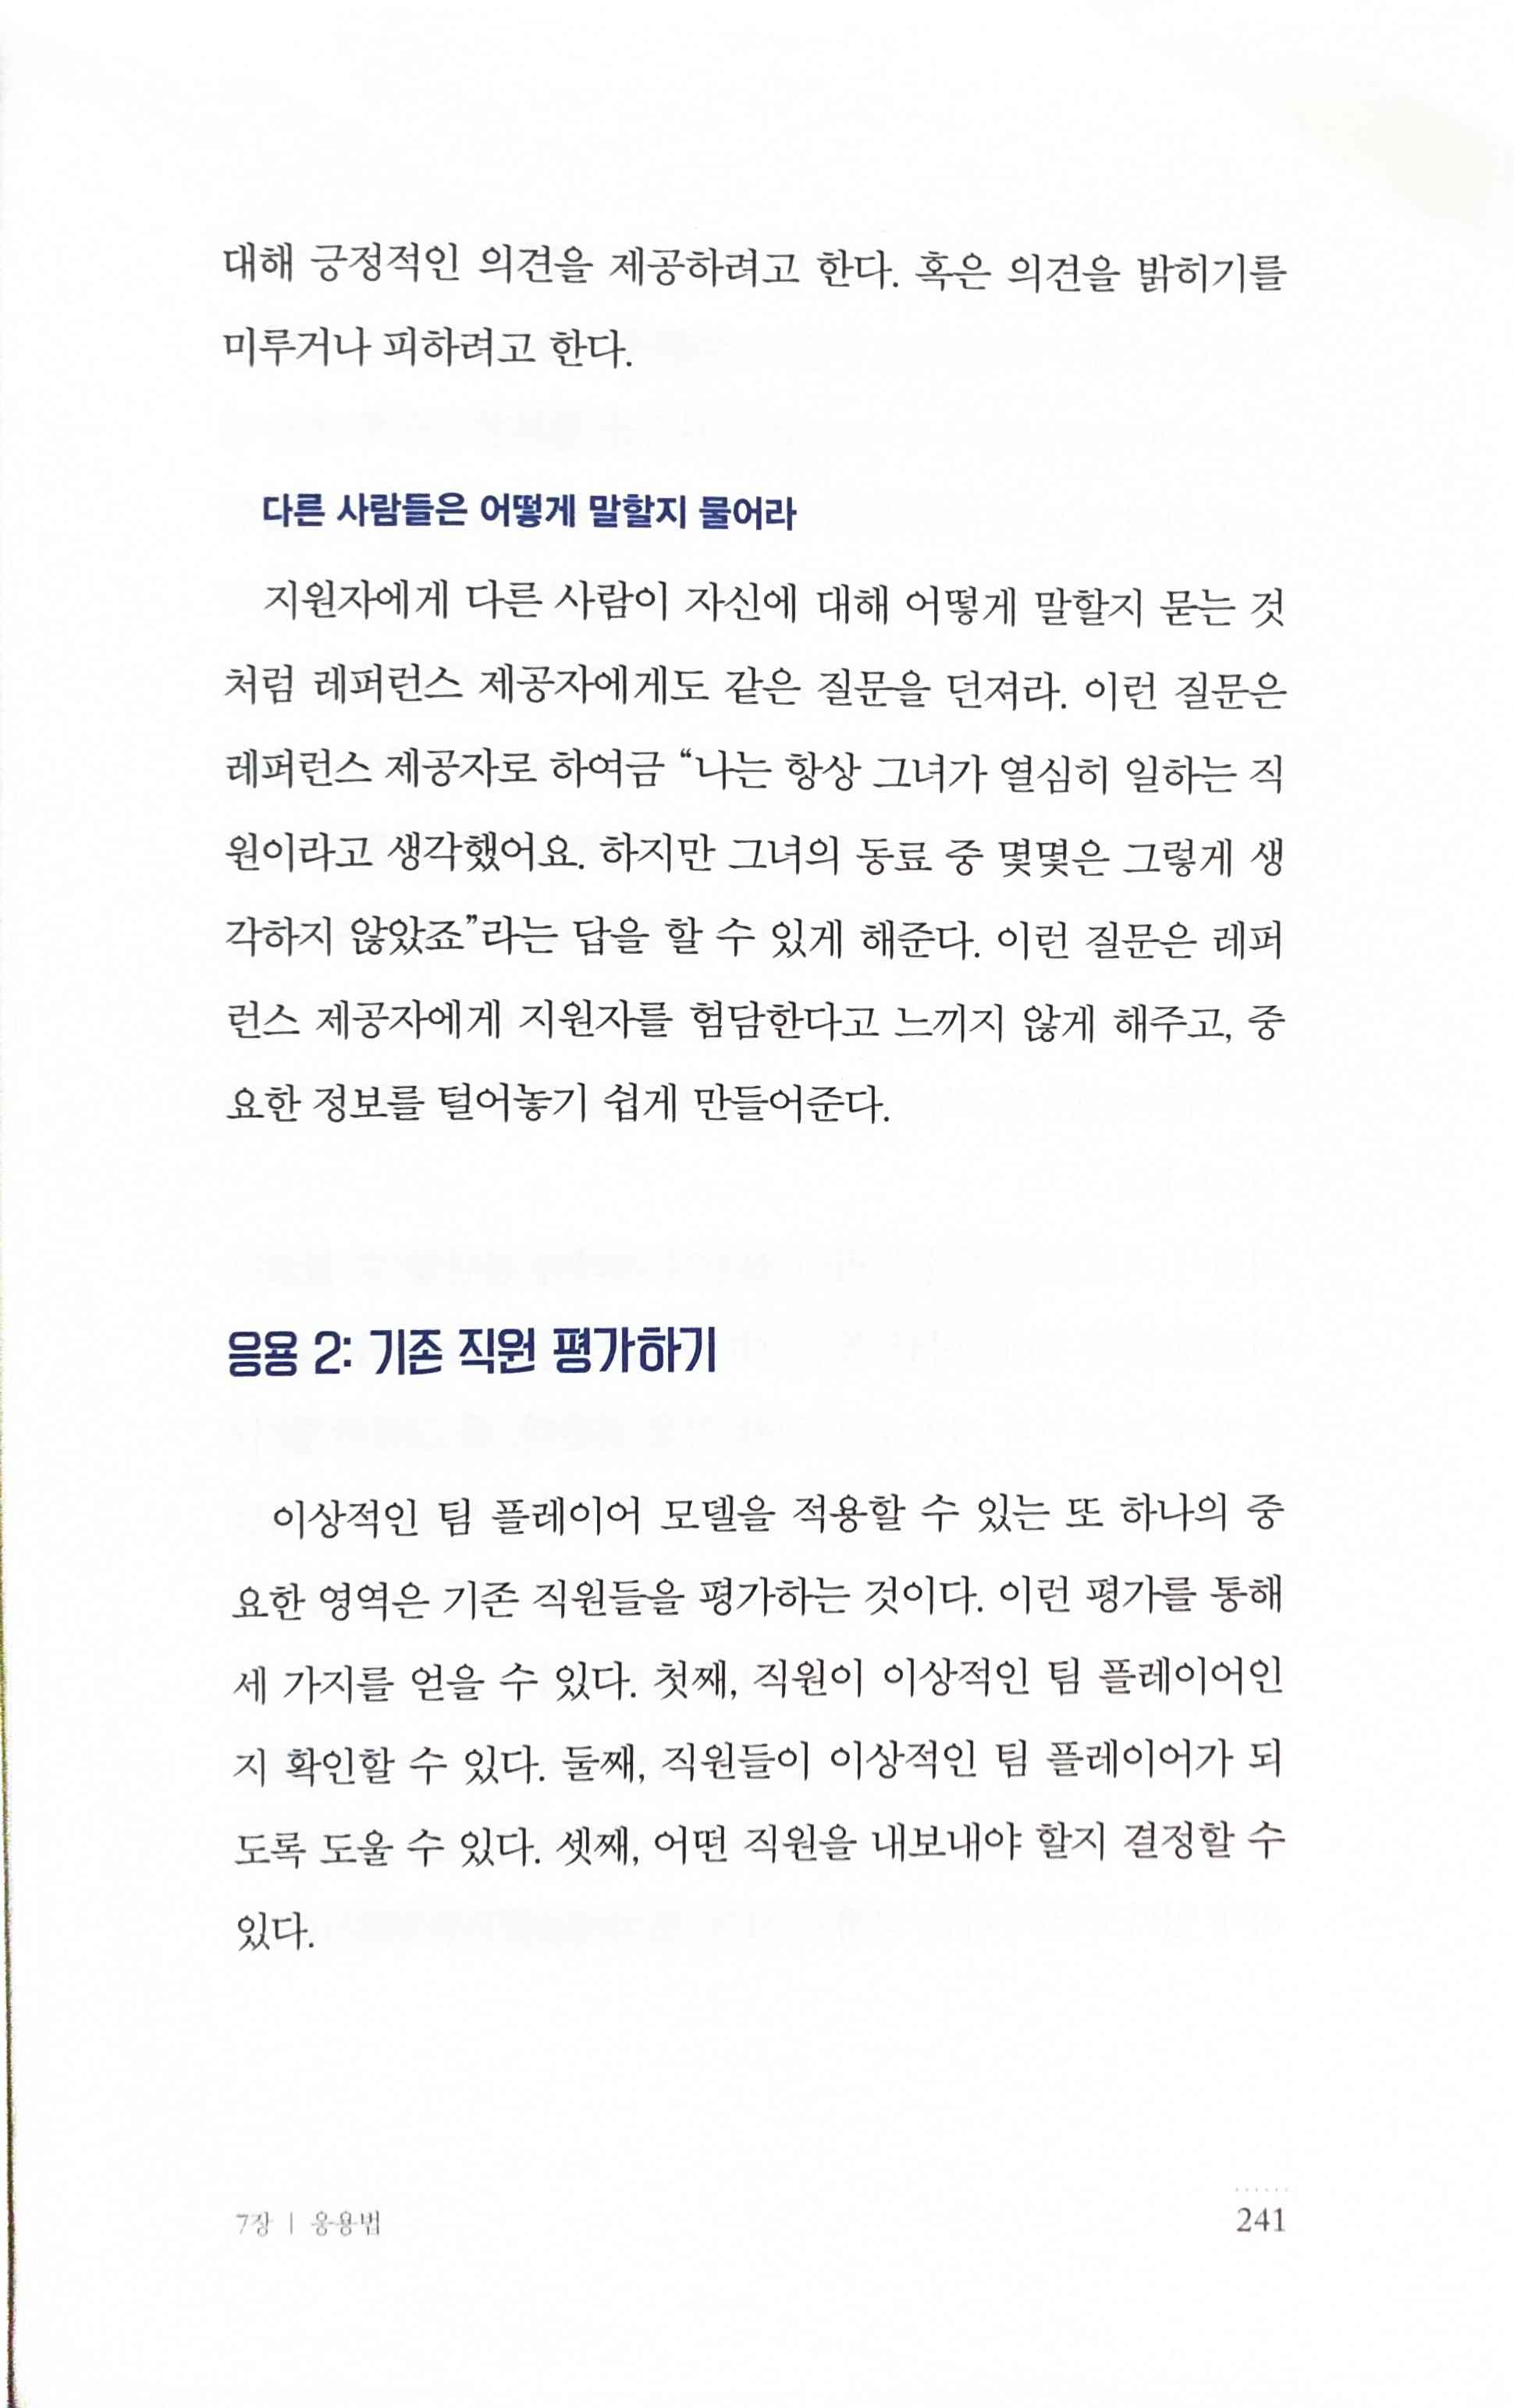 대해 긍정적인 의견을 제공하려고 한다. 혹은 의견을 밝히기를
미루거나 피하려고 한다.
다른 사람들은 어떻게 말할지 물어라
지원자에게 다른 사람이 자신에 대해 어떻게 말할지 묻는 것
처럼 레퍼런스 제공자에게도 같은 질문을 던져라. 이런 질문은
레퍼런스 제공자로 하여금 “나는 항상 그녀가 열심히 일하는 직
원이라고 생각했어요. 하지만 그녀의 동료 중 몇몇은 그렇게 생
각하지 않았죠”라는 답을 할 수 있게 해준다. 이런 질문은 레퍼
런스 제공자에게 지원자를 험담한다고 느끼지 않게 해주고, 중
요한 정보를 털어놓기 쉽게 만들어준다.
응용 2: 기존 직원 평가하기
이상적인 팀 플레이어 모델을 적용할 수 있는 또 하나의 중
요한 영역은 기존 직원들을 평가하는 것이다. 이런 평가를 통해
세 가지를 얻을 수 있다. 첫째, 직원이 이상적인 팀 플레이어인
지 확인할 수 있다. 둘째, 직원들이 이상적인 팀 플레이어가 되
도록 도울 수 있다. 셋째, 어떤 직원을 내보내야 할지 결정할 수
있다.
7장 | 응용법
241